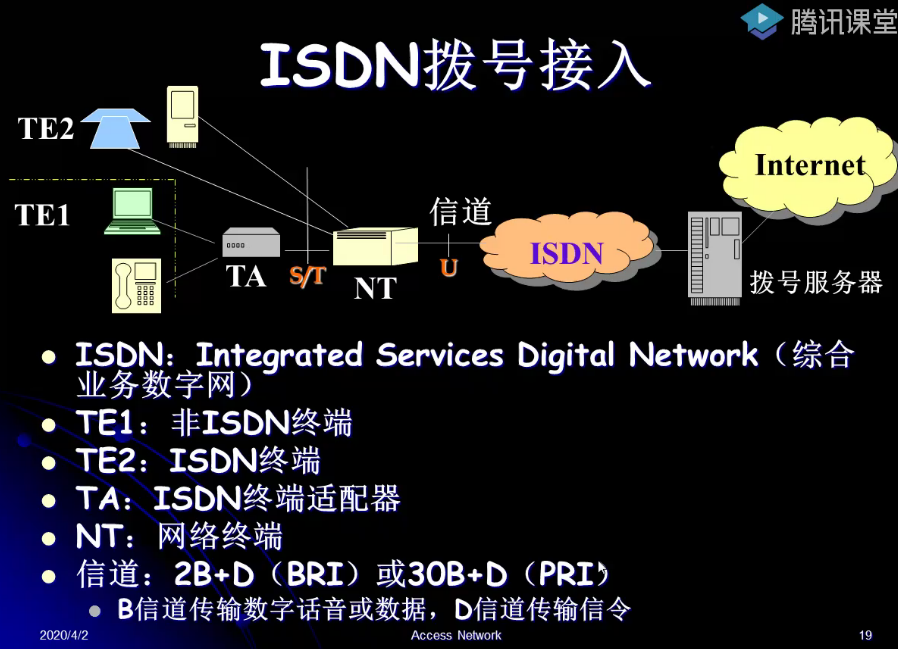 腾讯课堂
ISDN拨号接入
TE2
Internet
TE1
信道
ISDN
TA
S/T
NT
U
拨号服务器
ISDN：Integrated Services Digital Network（综合
业务数字网）
TE1：非ISDN终端
TE2：ISDN终端
TA：ISDN终端适配器
NT：网络终端
信道：2B+D（BRI）或30B+D（PRI）
B信道传输数字话音或数据，D信道传输信令
2020/4/2
Access Network
19